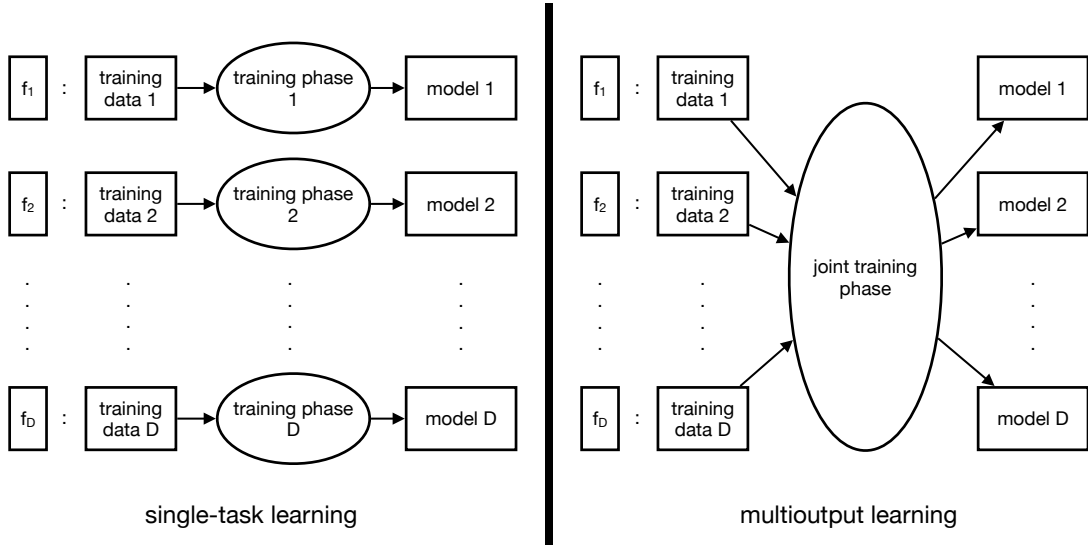 f₁ : training data 1 training phase 1 model 1
f₂ : training data 2 training phase 2 model 2
. . . .
. . . .
. . . .
. . . .
f_D : training data D training phase D model D
single-task learning
f₁ : training data 1 model 1
f₂ : training data 2 model 2
joint training
phase
. . .
. . .
. . .
. . .
f_D : training data D model D
multioutput learning